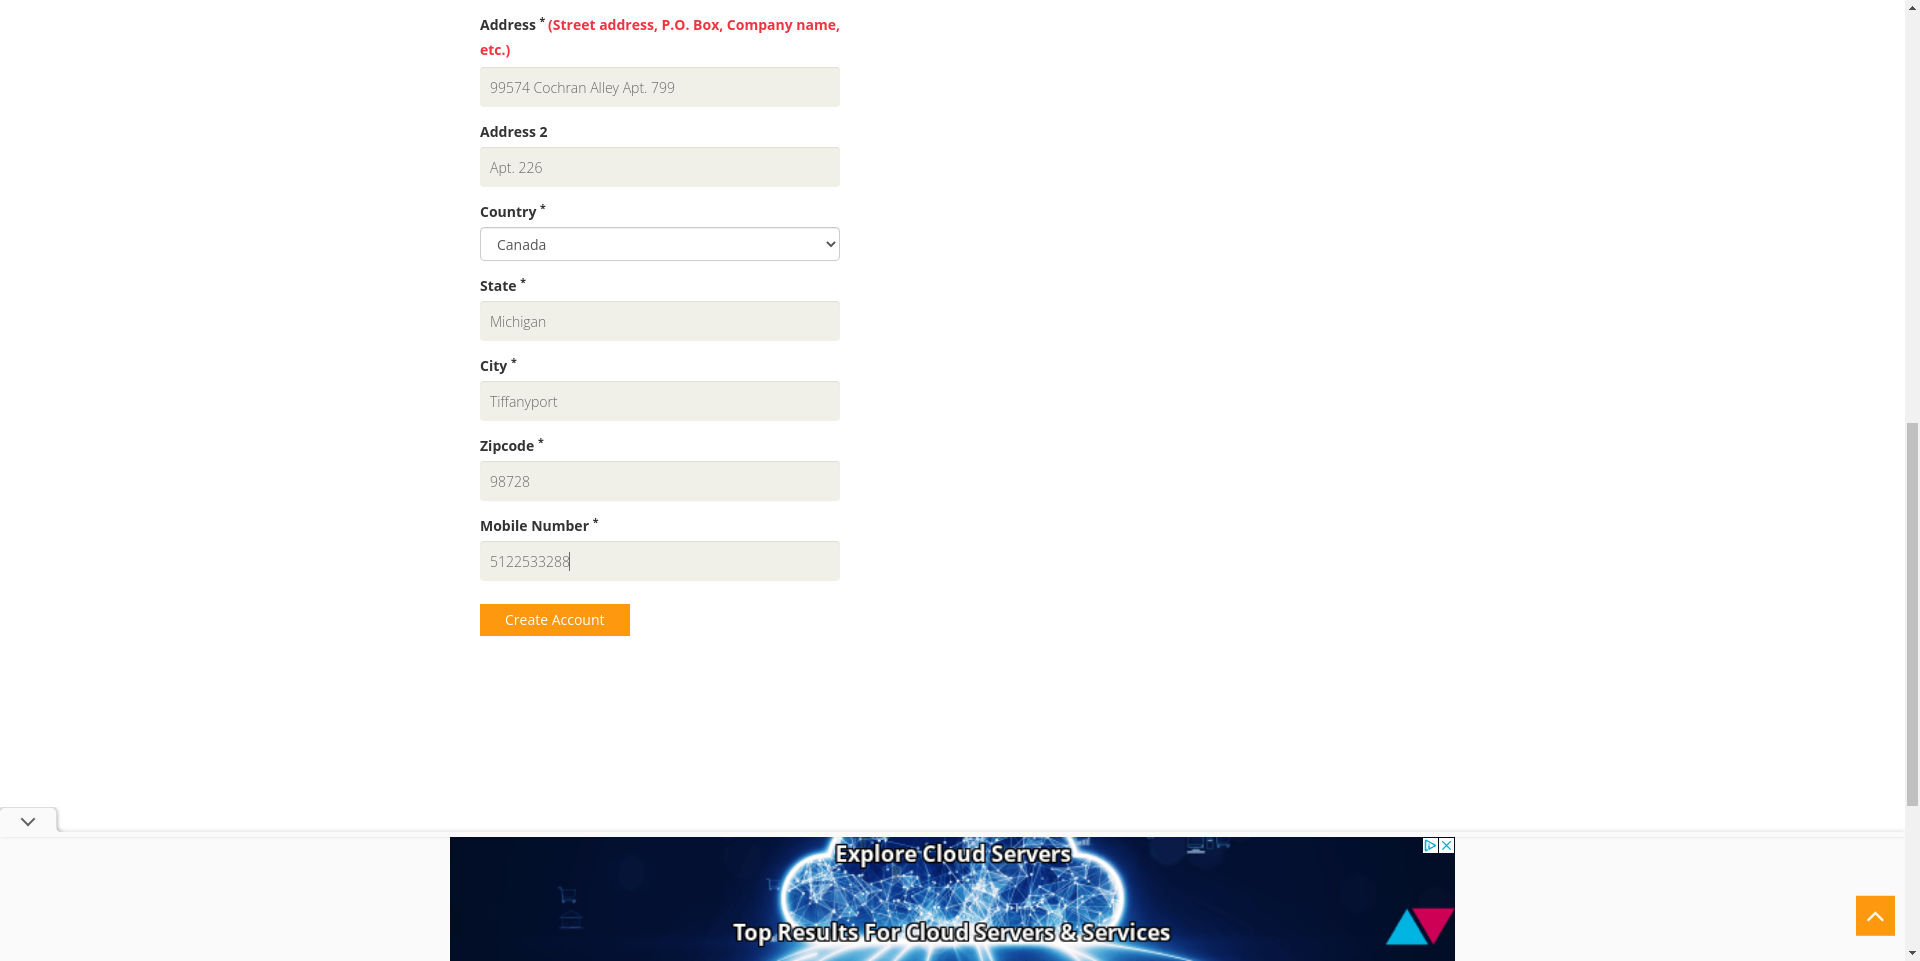 Address * (Street address, P.O. Box, Company name,
etc.)
99574 Cochran Alley Apt. 799
Address 2
Apt. 226
Country *
Canada
State *
Michigan
City *
Tiffanyport
Zipcode *
98728
Mobile Number *
5122533288
Create Account
Explore Cloud Servers
Top Results For Cloud Servers & Services